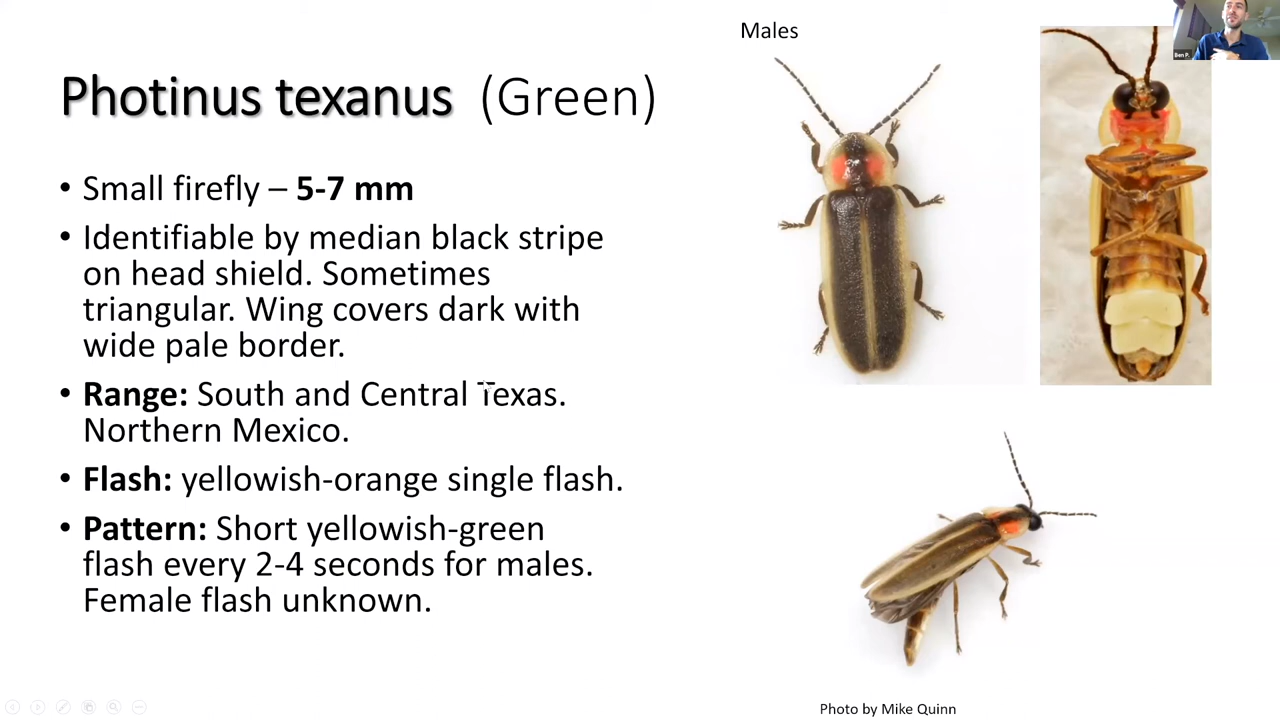 Males
Ben P.
Photinus texanus (Green)
• Small firefly – 5-7 mm
• Identifiable by median black stripe
on head shield. Sometimes
triangular. Wing covers dark with
wide pale border.
• Range: South and Central Texas.
Northern Mexico.
• Flash: yellowish-orange single flash.
• Pattern: Short yellowish-green
flash every 2-4 seconds for males.
Female flash unknown.
Photo by Mike Quinn